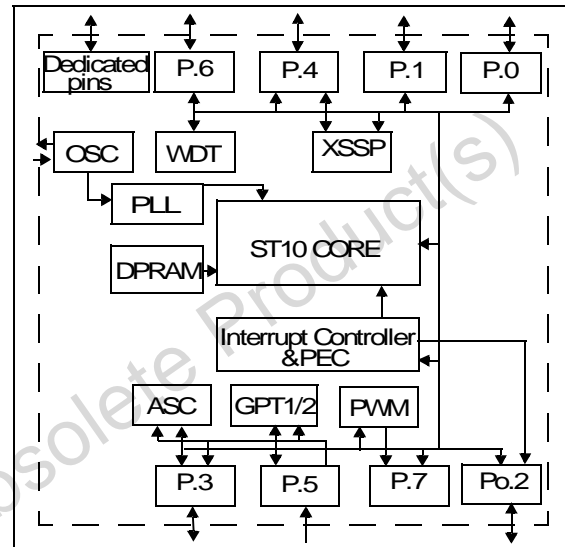 Dedicated
pins
P.6
P.4
P.1
P.0
OSC
WDT
XSSP
PLL
ST10 CORE
DPRAM
Interrupt Controller
&PEC
ASC
GPT1/2
PWM
P.3
P.5
P.7
Po.2
bsolete Product(s)